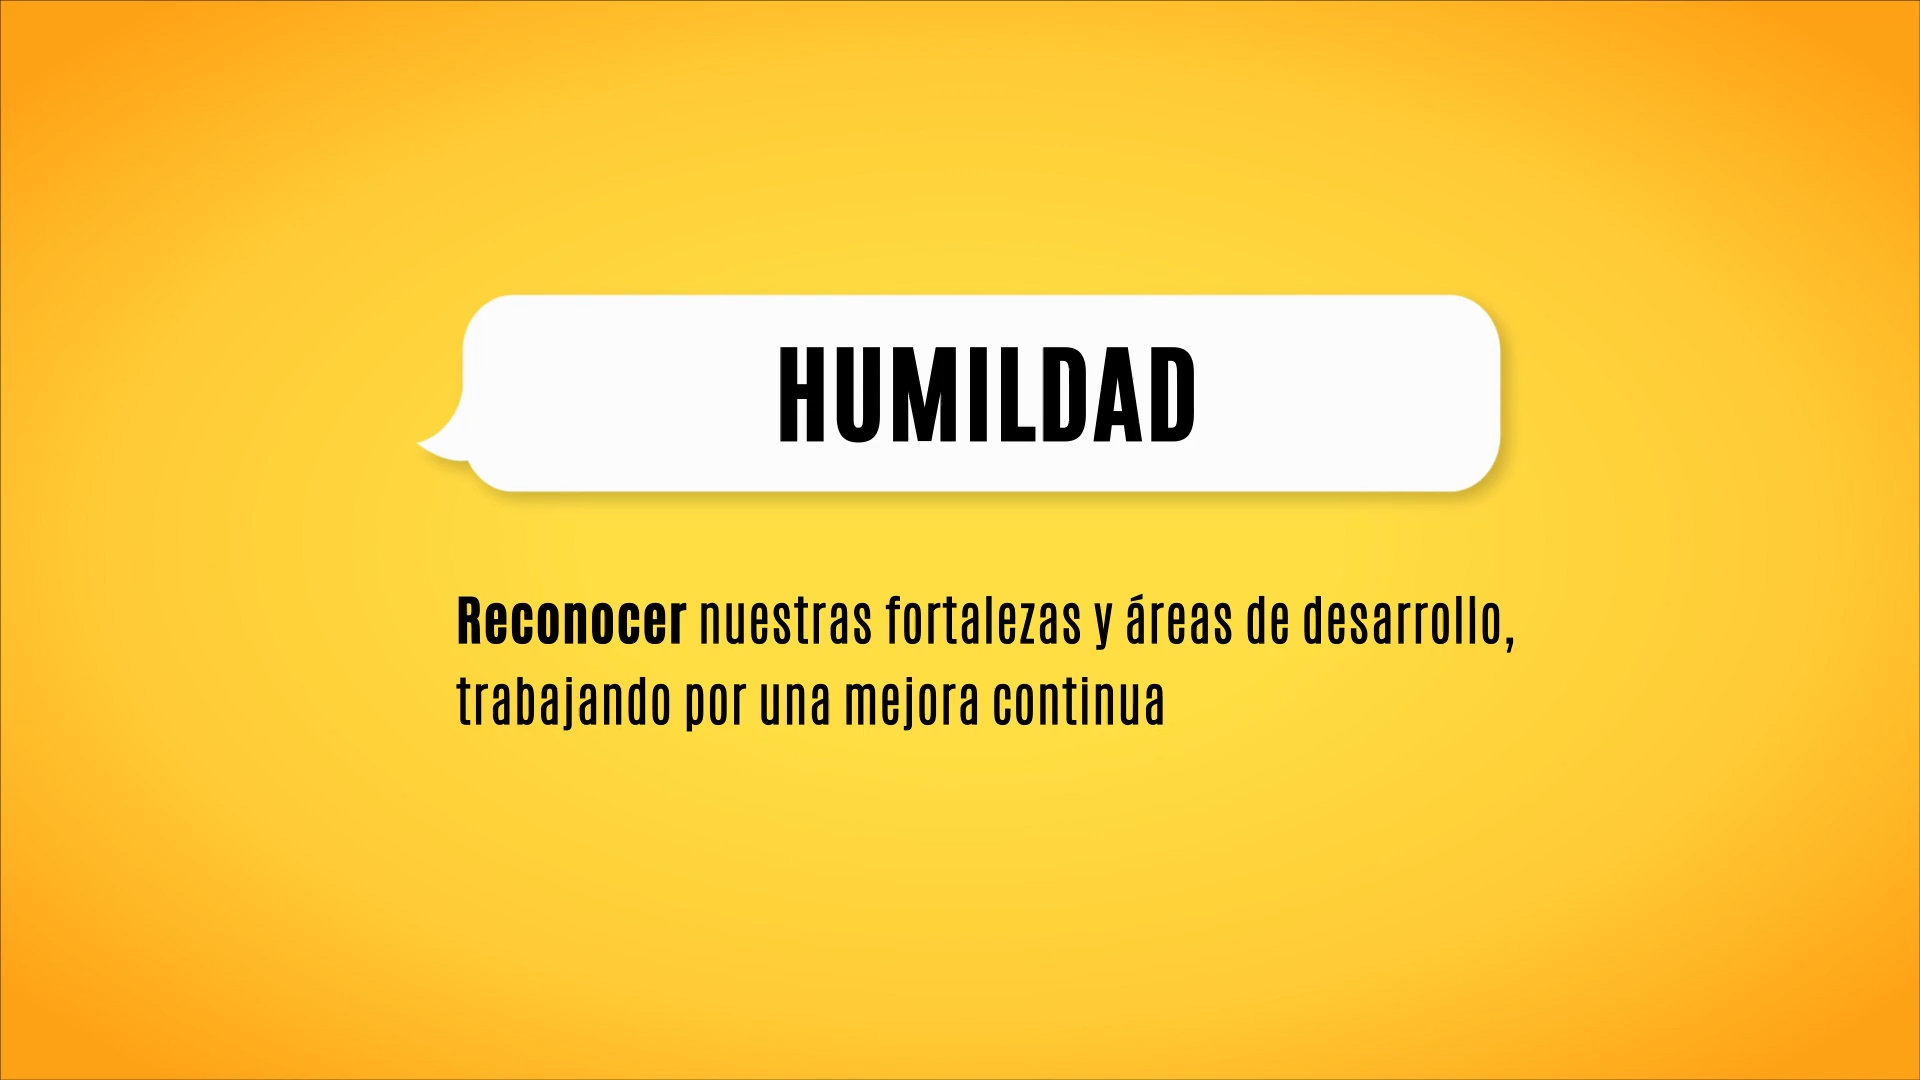 HUMILDAD
Reconocer nuestras fortalezas y áreas de desarrollo,
trabajando por una mejora continua